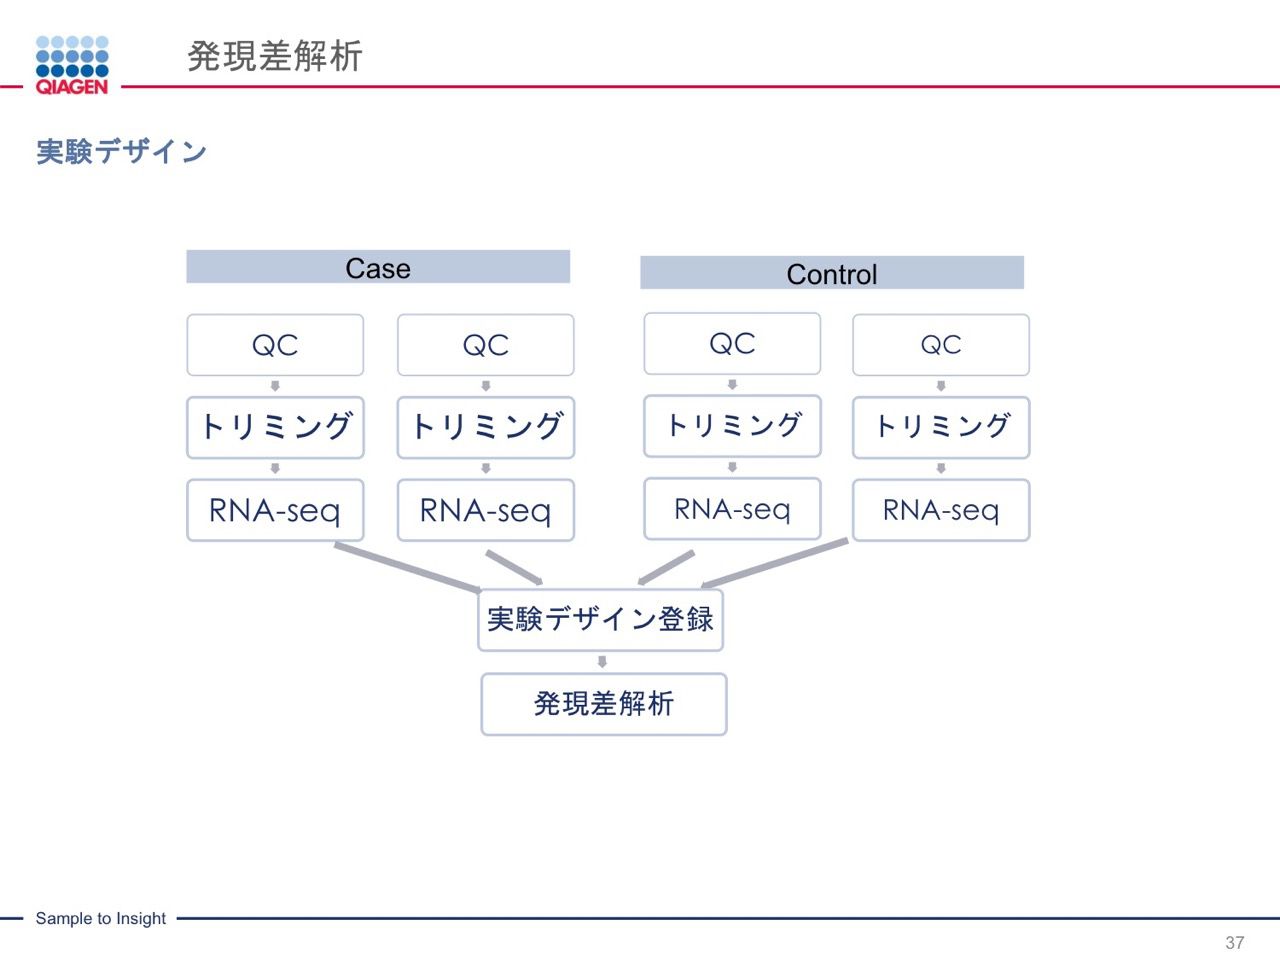 QIAGEN
発現差解析
実験デザイン
Case
Control
QC
QC
QC
QC
トリミング
トリミング
トリミング
トリミング
RNA-seq
RNA-seq
RNA-seq
RNA-seq
実験デザイン登録
発現差解析
Sample to Insight
37